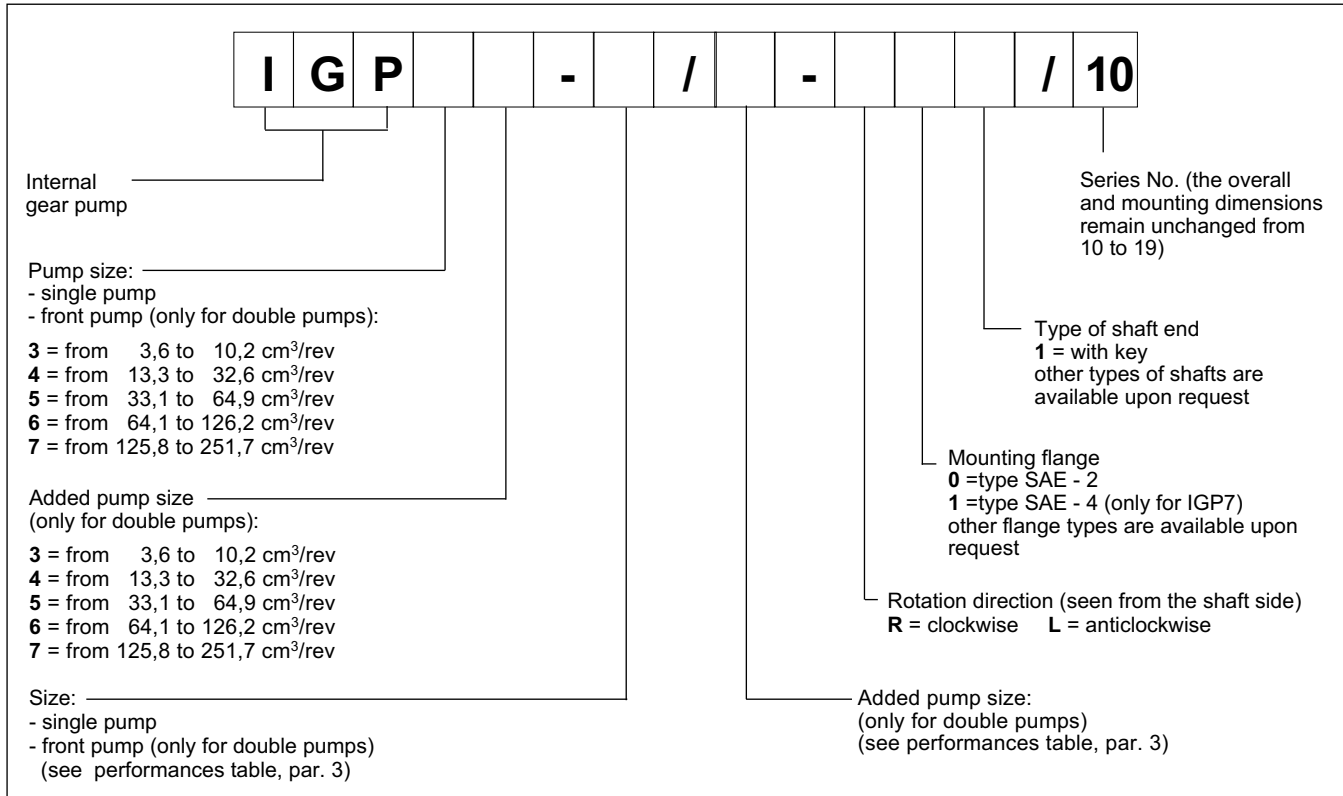 I G P - / - / 10
Internal
gear pump
Pump size:
- single pump
- front pump (only for double pumps):
3 = from 3,6 to 10,2 cm³/rev
4 = from 13,3 to 32,6 cm³/rev
5 = from 33,1 to 64,9 cm³/rev
6 = from 64,1 to 126,2 cm³/rev
7 = from 125,8 to 251,7 cm³/rev
Added pump size
(only for double pumps):
3 = from 3,6 to 10,2 cm³/rev
4 = from 13,3 to 32,6 cm³/rev
5 = from 33,1 to 64,9 cm³/rev
6 = from 64,1 to 126,2 cm³/rev
7 = from 125,8 to 251,7 cm³/rev
Size:
- single pump
- front pump (only for double pumps)
(see performances table, par. 3)
Series No. (the overall
and mounting dimensions
remain unchanged from
10 to 19)
Type of shaft end
1 = with key
other types of shafts are
available upon request
Mounting flange
0 =type SAE - 2
1 =type SAE - 4 (only for IGP7)
other flange types are available upon
request
Rotation direction (seen from the shaft side)
R = clockwise L = anticlockwise
Added pump size:
(only for double pumps)
(see performances table, par. 3)